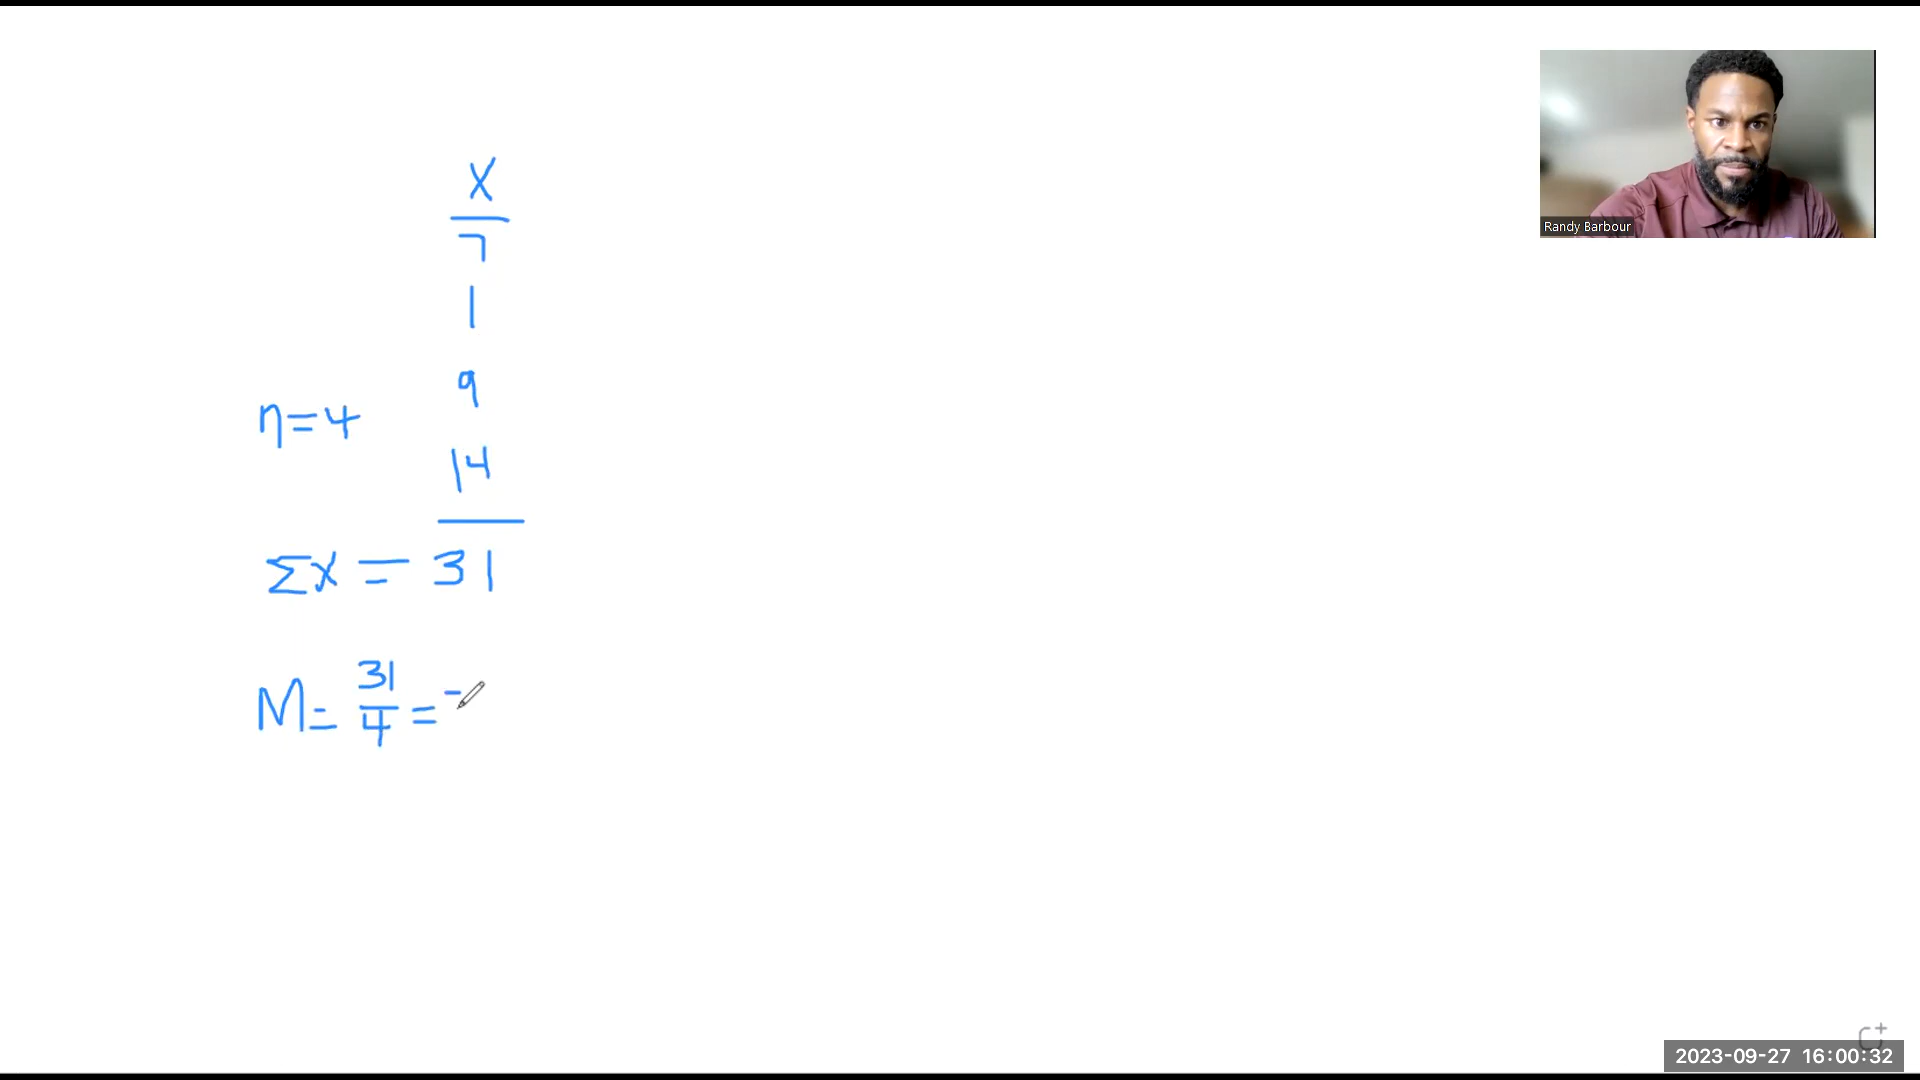 X
7
1
9
n=4
14
Σx = 31
M= 31/4 =
Randy Barbour
2023-09-27 16:00:32